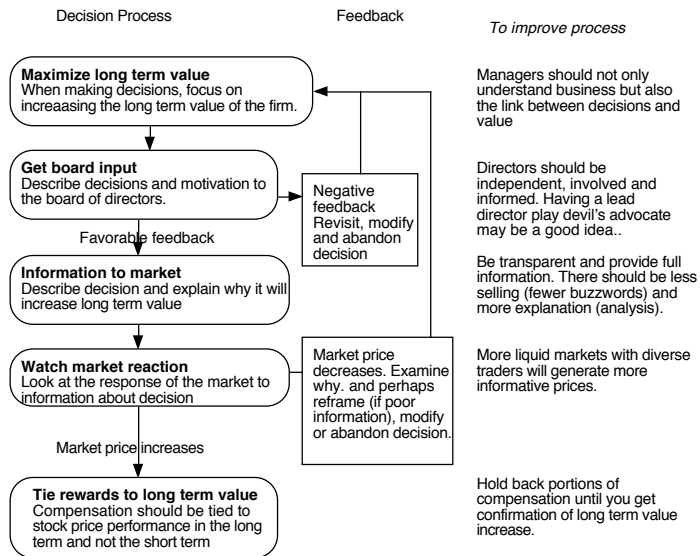 Decision Process
Feedback
To improve process
Maximize long term value
When making decisions, focus on
increaasing the long term value of the firm.
Managers should not only
understand business but also
the link between decisions and
value
Get board input
Describe decisions and motivation to
the board of directors.
Negative
feedback
Revisit, modify
and abandon
decision
Directors should be
independent, involved and
informed. Having a lead
director play devil's advocate
may be a good idea..
Favorable feedback
Information to market
Describe decision and explain why it will
increase long term value
Be transparent and provide full
information. There should be less
selling (fewer buzzwords) and
more explanation (analysis).
Watch market reaction
Look at the response of the market to
information about decision
Market price
decreases. Examine
why. and perhaps
reframe (if poor
information), modify
or abandon decision.
More liquid markets with diverse
traders will generate more
informative prices.
Market price increases
Tie rewards to long term value
Compensation should be tied to
stock price performance in the long
term and not the short term
Hold back portions of
compensation until you get
confirmation of long term value
increase.